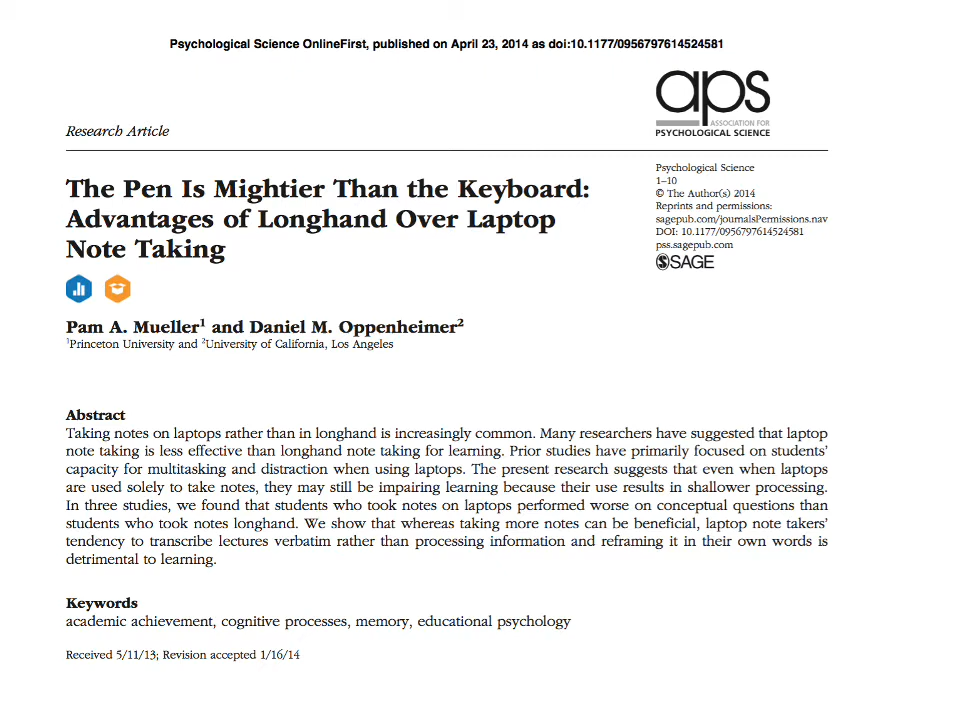 Psychological Science OnlineFirst, published on April 23, 2014 as doi:10.1177/0956797614524581
aps
ASSOCIATION FOR
PSYCHOLOGICAL SCIENCE
Research Article
The Pen Is Mightier Than the Keyboard:
Advantages of Longhand Over Laptop
Note Taking
Psychological Science
1–10
© The Author(s) 2014
Reprints and permissions:
sagepub.com/journalsPermissions.nav
DOI: 10.1177/0956797614524581
pss.sagepub.com
SAGE
Pam A. Mueller¹ and Daniel M. Oppenheimer²
¹Princeton University and ²University of California, Los Angeles
Abstract
Taking notes on laptops rather than in longhand is increasingly common. Many researchers have suggested that laptop
note taking is less effective than longhand note taking for learning. Prior studies have primarily focused on students’
capacity for multitasking and distraction when using laptops. The present research suggests that even when laptops
are used solely to take notes, they may still be impairing learning because their use results in shallower processing.
In three studies, we found that students who took notes on laptops performed worse on conceptual questions than
students who took notes longhand. We show that whereas taking more notes can be beneficial, laptop note takers’
tendency to transcribe lectures verbatim rather than processing information and reframing it in their own words is
detrimental to learning.
Keywords
academic achievement, cognitive processes, memory, educational psychology
Received 5/11/13; Revision accepted 1/16/14